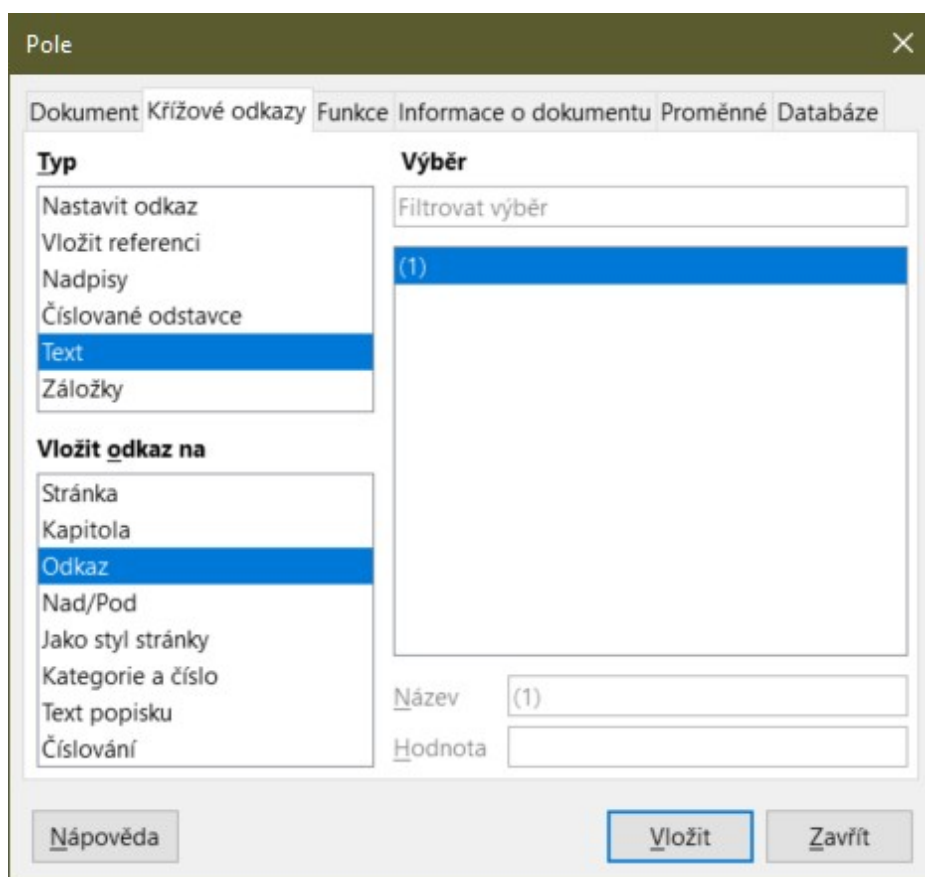 Pole
Dokument Křížové odkazy Funkce Informace o dokumentu Proměnné Databáze
Typ
Nastavit odkaz
Vložit referenci
Nadpisy
Číslované odstavce
Text
Záložky
Vložit odkaz na
Stránka
Kapitola
Odkaz
Nad/Pod
Jako styl stránky
Kategorie a číslo
Text popisku
Číslování
Výběr
Filtrovat výběr
(1)
Název (1)
Hodnota
Nápověda Vložit Zavřít